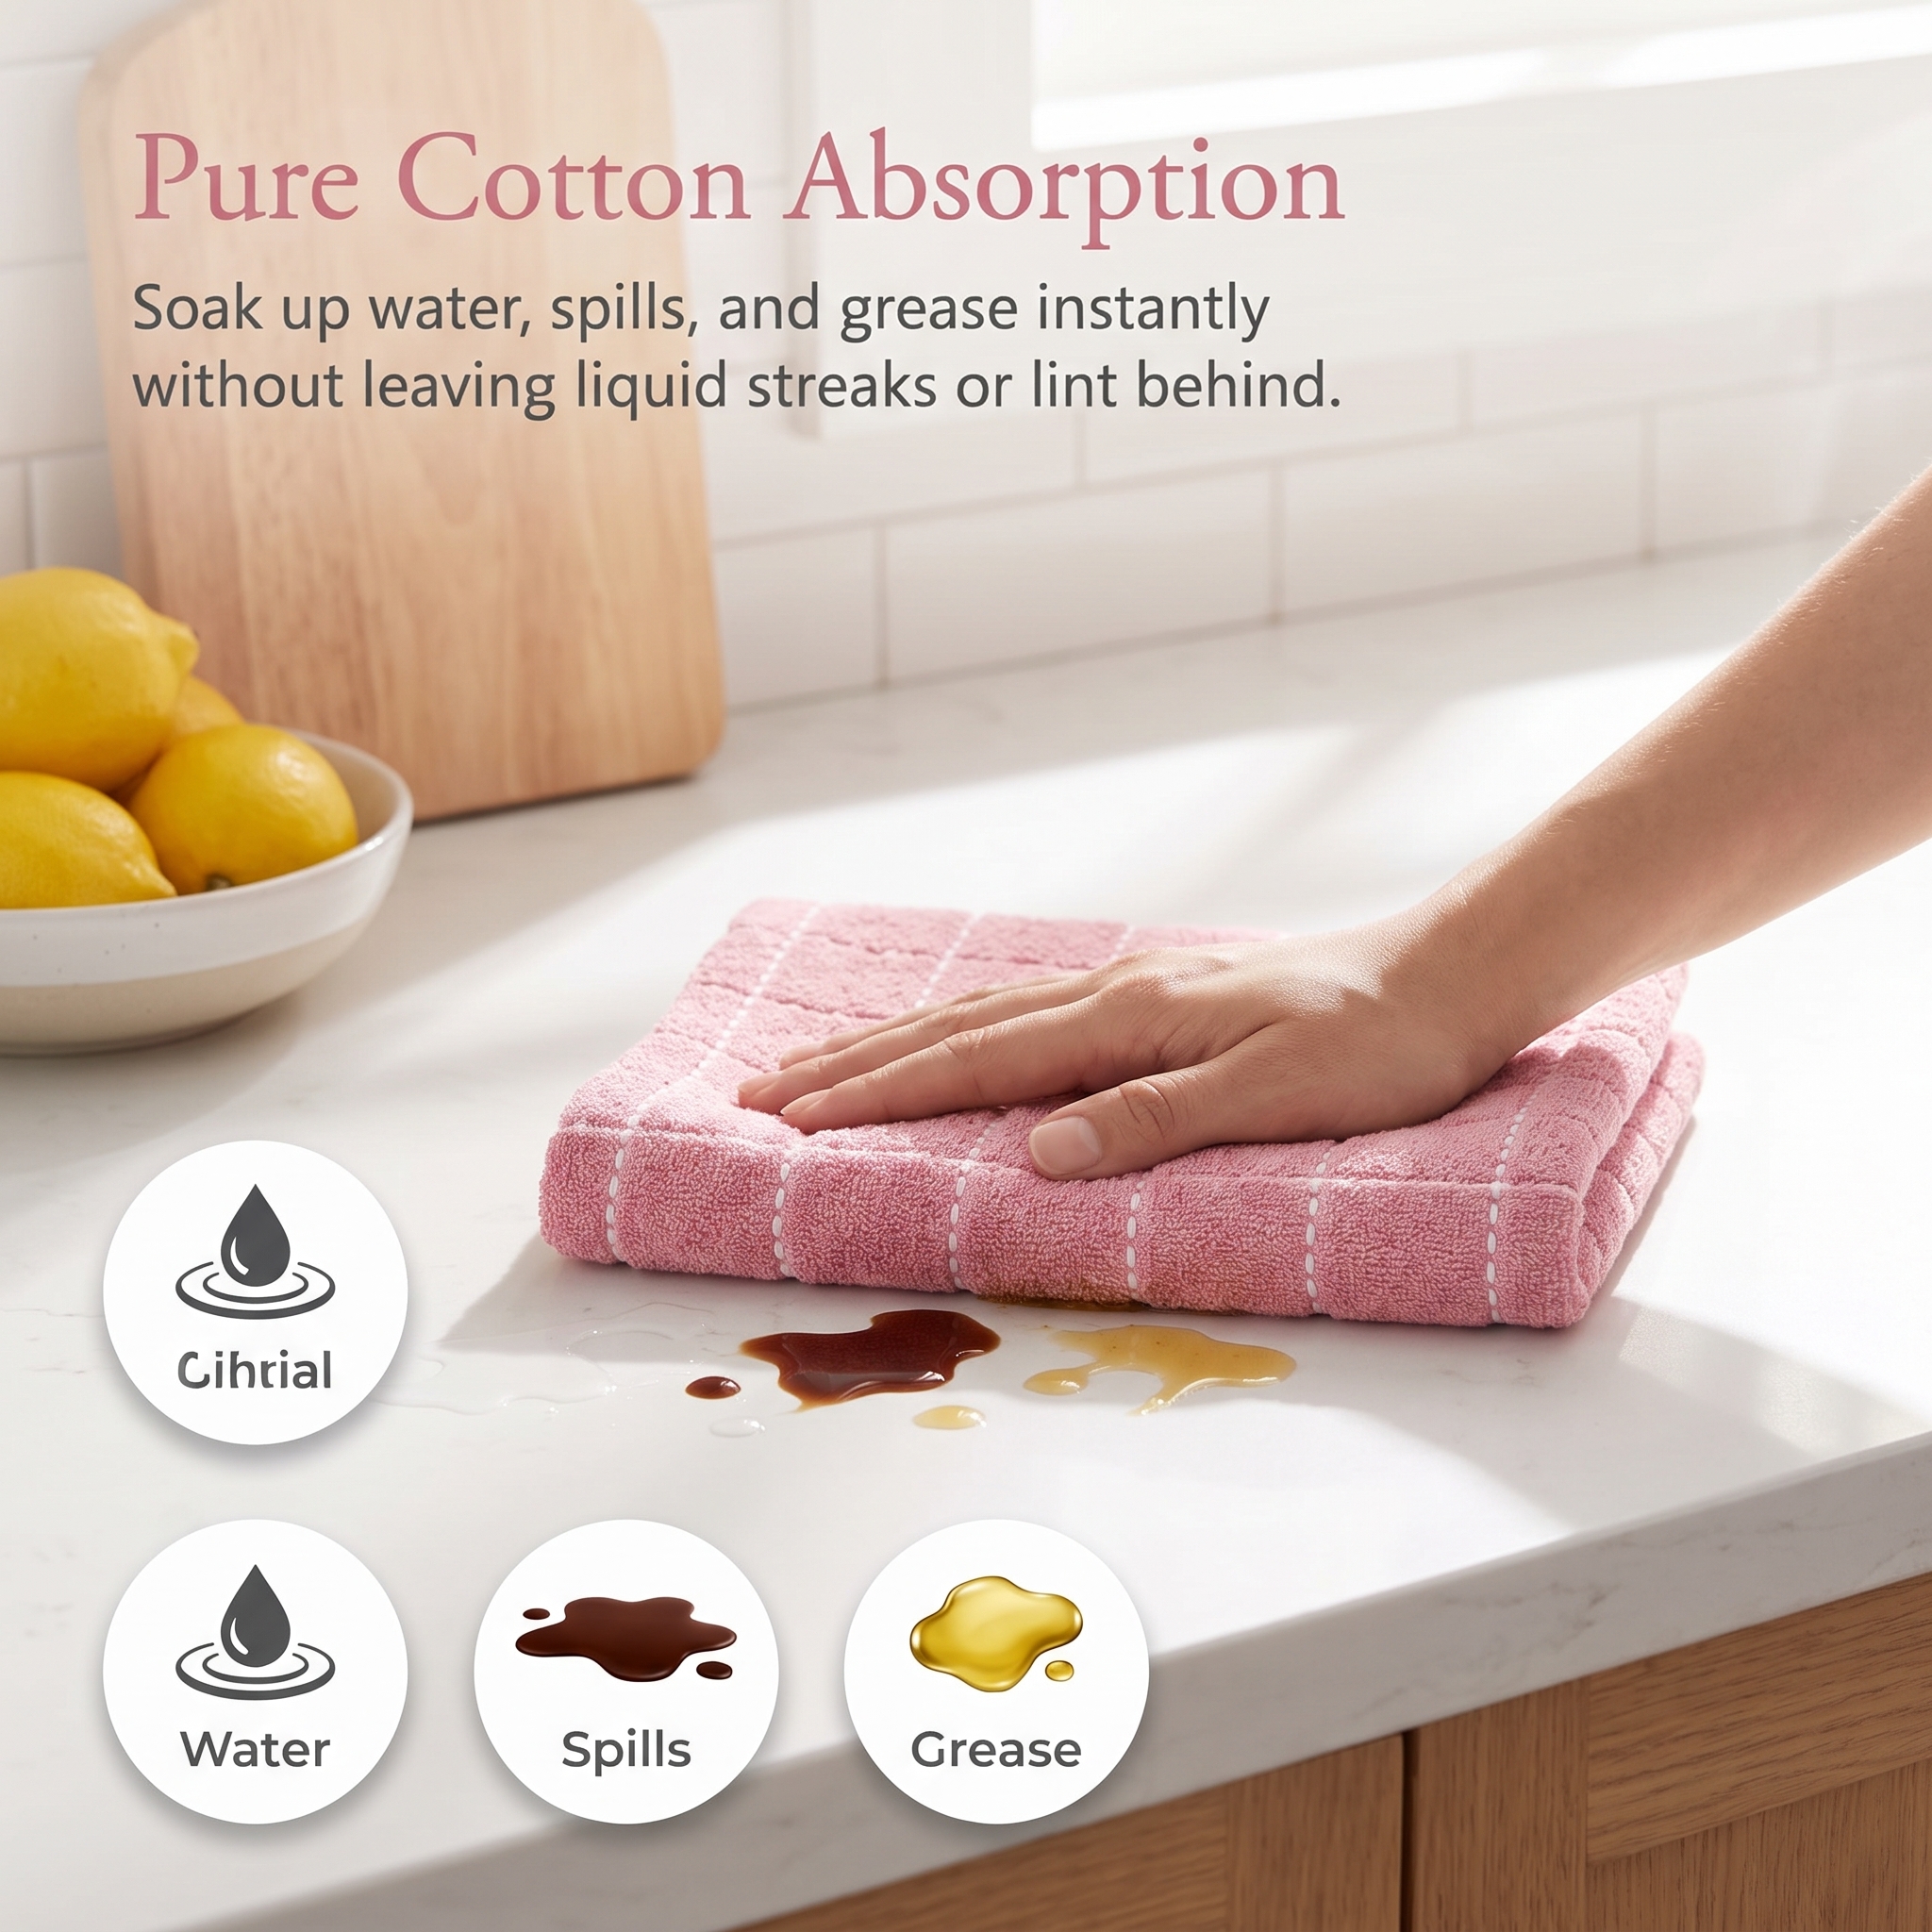 Pure Cotton Absorption
Soak up water, spills, and grease instantly
without leaving liquid streaks or lint behind.
Water
Spills
Grease